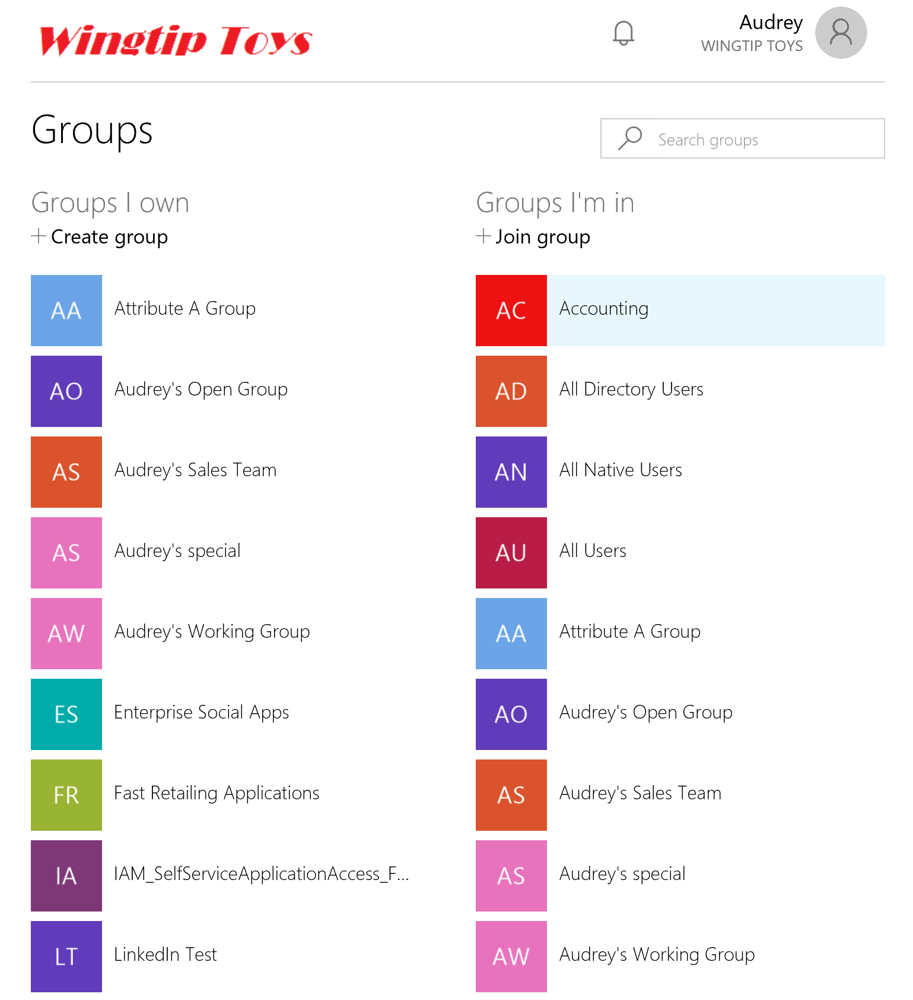 Wingtip Toys
Audrey
WINGTIP TOYS
Groups
Search groups
Groups I own
+ Create group
AA Attribute A Group
AO Audrey's Open Group
AS Audrey's Sales Team
AS Audrey's special
AW Audrey's Working Group
ES Enterprise Social Apps
FR Fast Retailing Applications
IA IAM_SelfServiceApplicationAccess_F...
LT LinkedIn Test
Groups I'm in
+ Join group
AC Accounting
AD All Directory Users
AN All Native Users
AU All Users
AA Attribute A Group
AO Audrey's Open Group
AS Audrey's Sales Team
AS Audrey's special
AW Audrey's Working Group